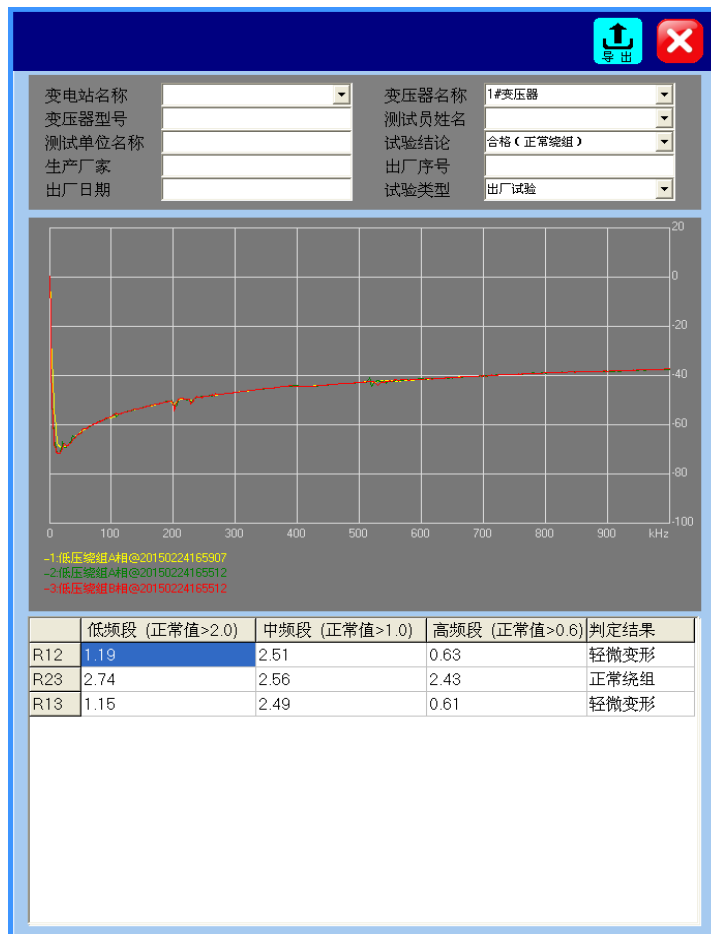 导 出
变电站名称 变压器名称 1#变压器
变压器型号 测试员姓名
测试单位名称 试验结论 合格(正常绕组)
生产厂家 出厂序号
出厂日期 试验类型 出厂试验
20
0
-20
-40
-60
-80
-100
0 100 200 300 400 500 600 700 800 900 kHz
-1:低压绕组A相@20150224165907
-2:低压绕组A相@20150224165512
-3:低压绕组B相@20150224165512
低频段 (正常值>2.0) 中频段 (正常值>1.0) 高频段 (正常值>0.6) 判定结果
R12 1.19 2.51 0.63 轻微变形
R23 2.74 2.56 2.43 正常绕组
R13 1.15 2.49 0.61 轻微变形